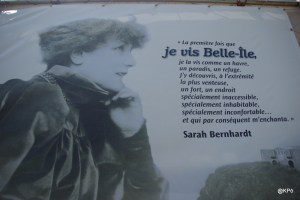 « La première fois que
je vis Belle-Île,
je la vis comme un havre,
un paradis, un refuge.
J'y découvris, à l'extrémité
la plus venteuse,
un fort, un endroit
spécialement inaccessible,
spécialement inhabitable,
spécialement inconfortable...
et qui par conséquent m'enchanta. »
Sarah Bernhardt
@KP6